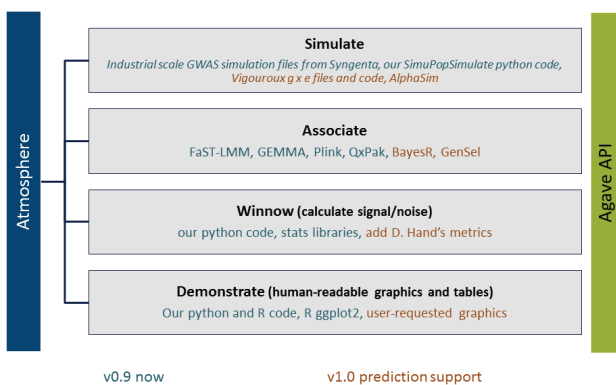 Atmosphere
Simulate
Industrial scale GWAS simulation files from Syngenta, our SimuPopSimulate python code,
Vigouroux g x e files and code, AlphaSim
Associate
FaST-LMM, GEMMA, Plink, QxPak, BayesR, GenSel
Winnow (calculate signal/noise)
our python code, stats libraries, add D. Hand's metrics
Demonstrate (human-readable graphics and tables)
Our python and R code, R ggplot2, user-requested graphics
Agave API
v0.9 now
v1.0 prediction support